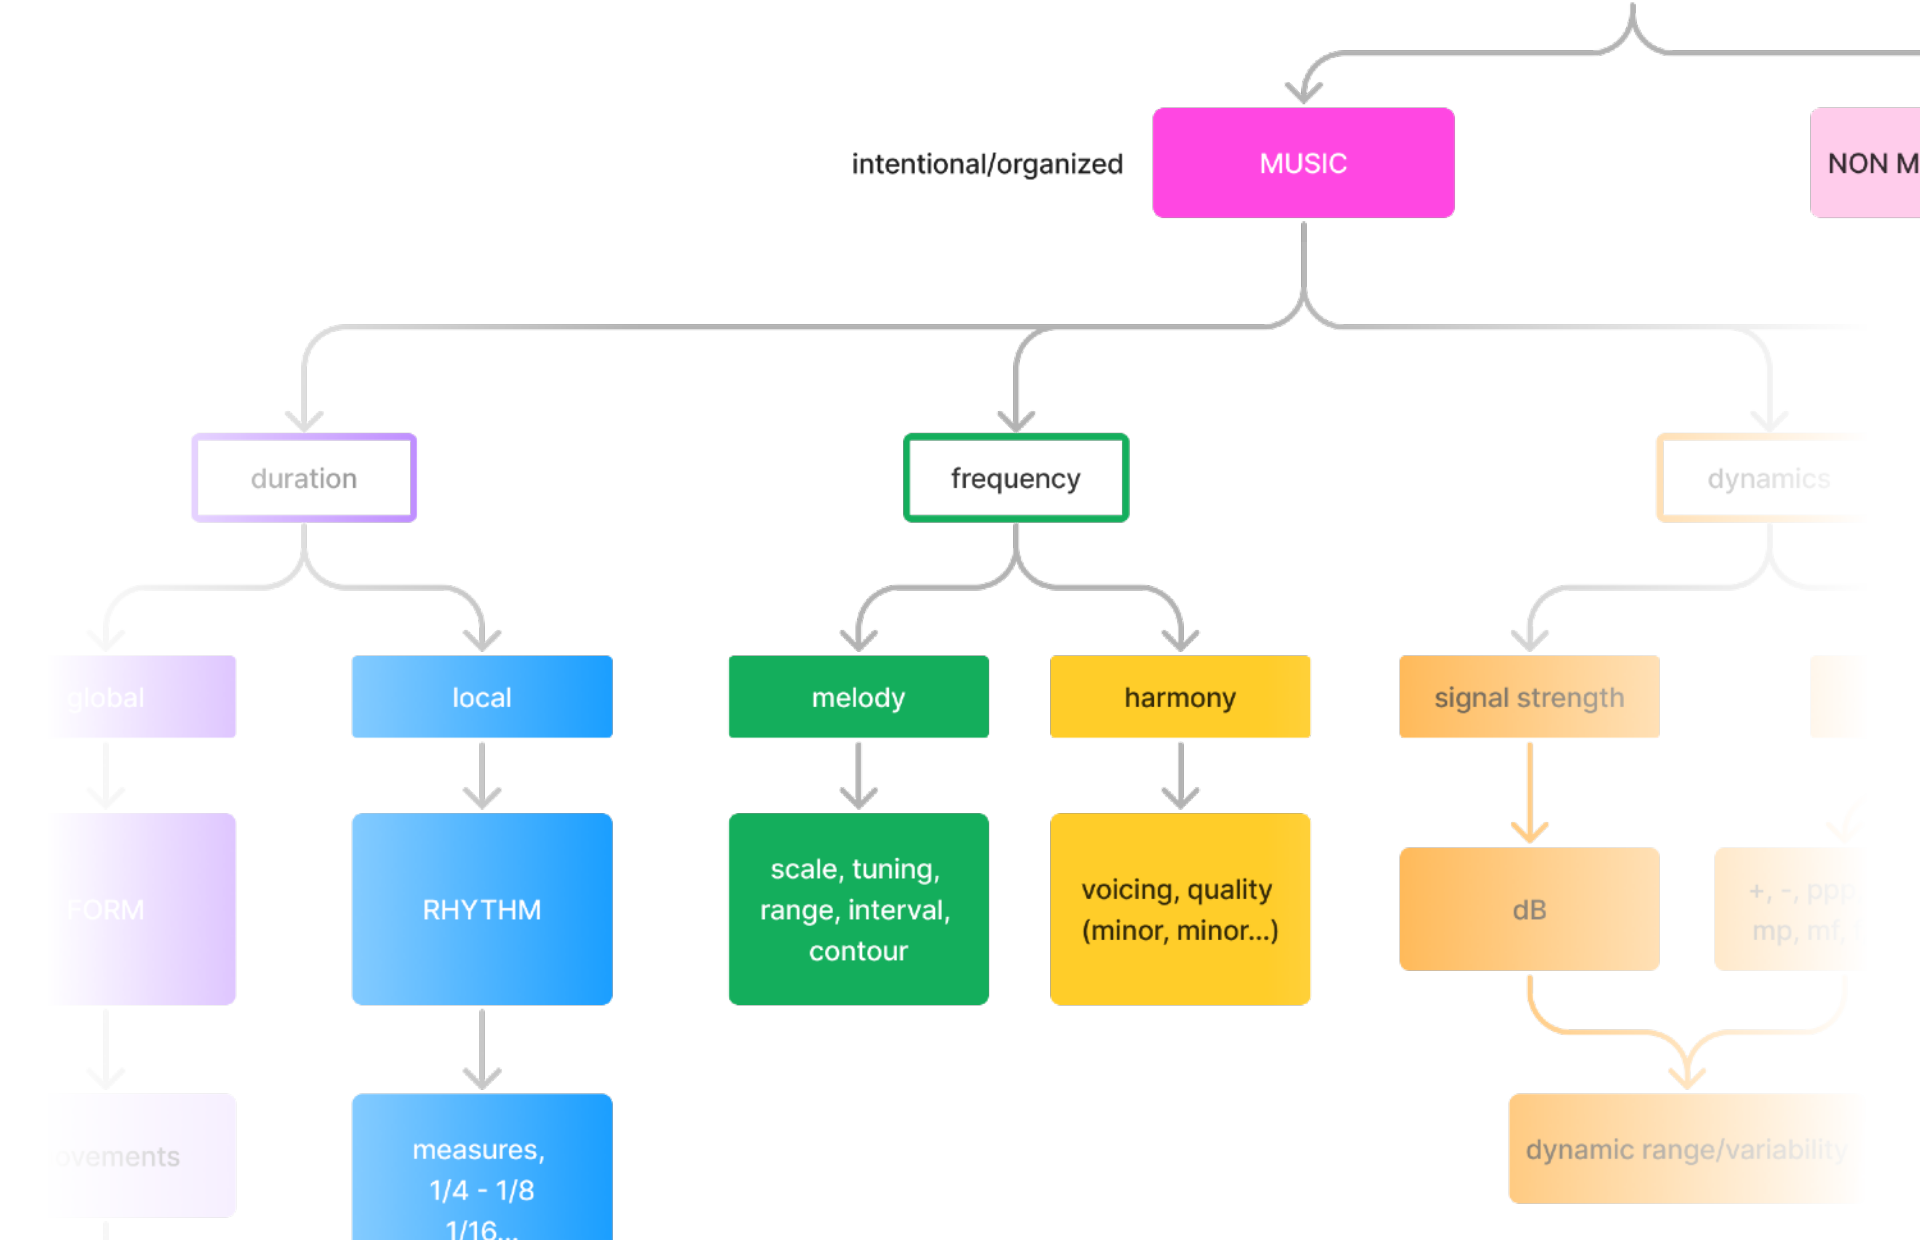 intentional/organized
MUSIC
NON M
duration
frequency
dynamics
global
local
melody
harmony
signal strength
FORM
RHYTHM
scale, tuning,
range, interval,
contour
voicing, quality
(minor, minor...)
dB
+, -, ppp
mp, mf,
ovements
measures,
1/4 - 1/8
1/16...
dynamic range/variability